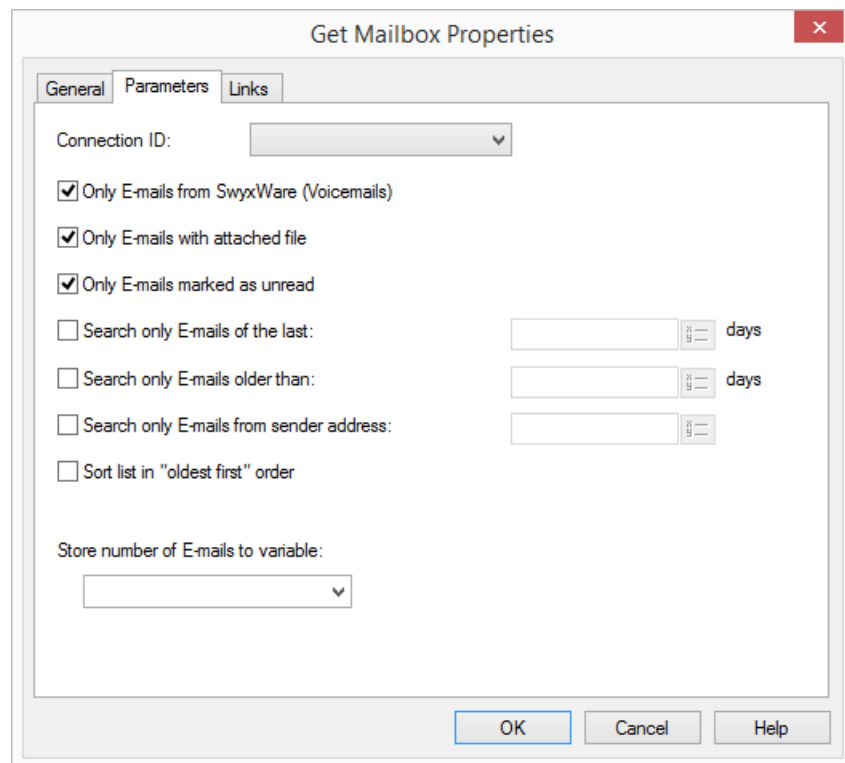 Get Mailbox Properties
General Parameters Links
Connection ID:
Only E-mails from SwyxWare (Voicemails)
Only E-mails with attached file
Only E-mails marked as unread
Search only E-mails of the last: days
Search only E-mails older than: days
Search only E-mails from sender address:
Sort list in "oldest first" order
Store number of E-mails to variable:
OK Cancel Help